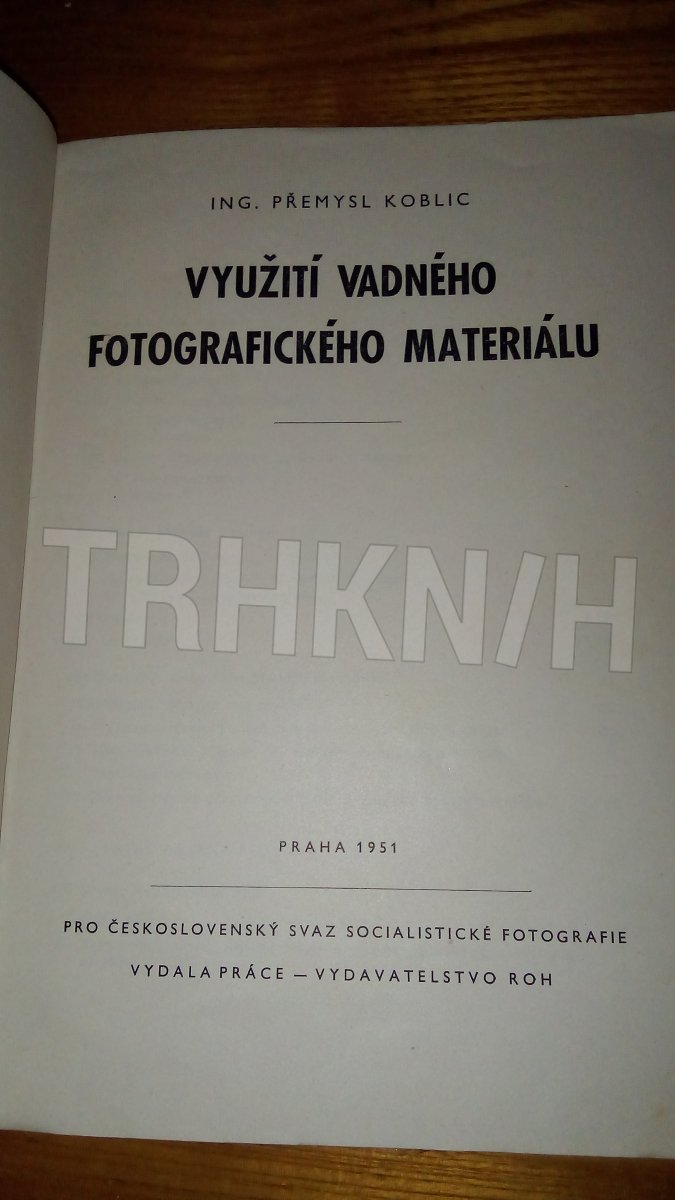 ING. PŘEMYSL KOBLIC
VYUŽITÍ VADNÉHO
FOTOGRAFICKÉHO MATERIÁLU
TRHKN/H
PRAHA 1951
PRO ČESKOSLOVENSKÝ SVAZ SOCIALISTICKÉ FOTOGRAFIE
VYDALA PRÁCE — VYDAVATELSTVO ROH